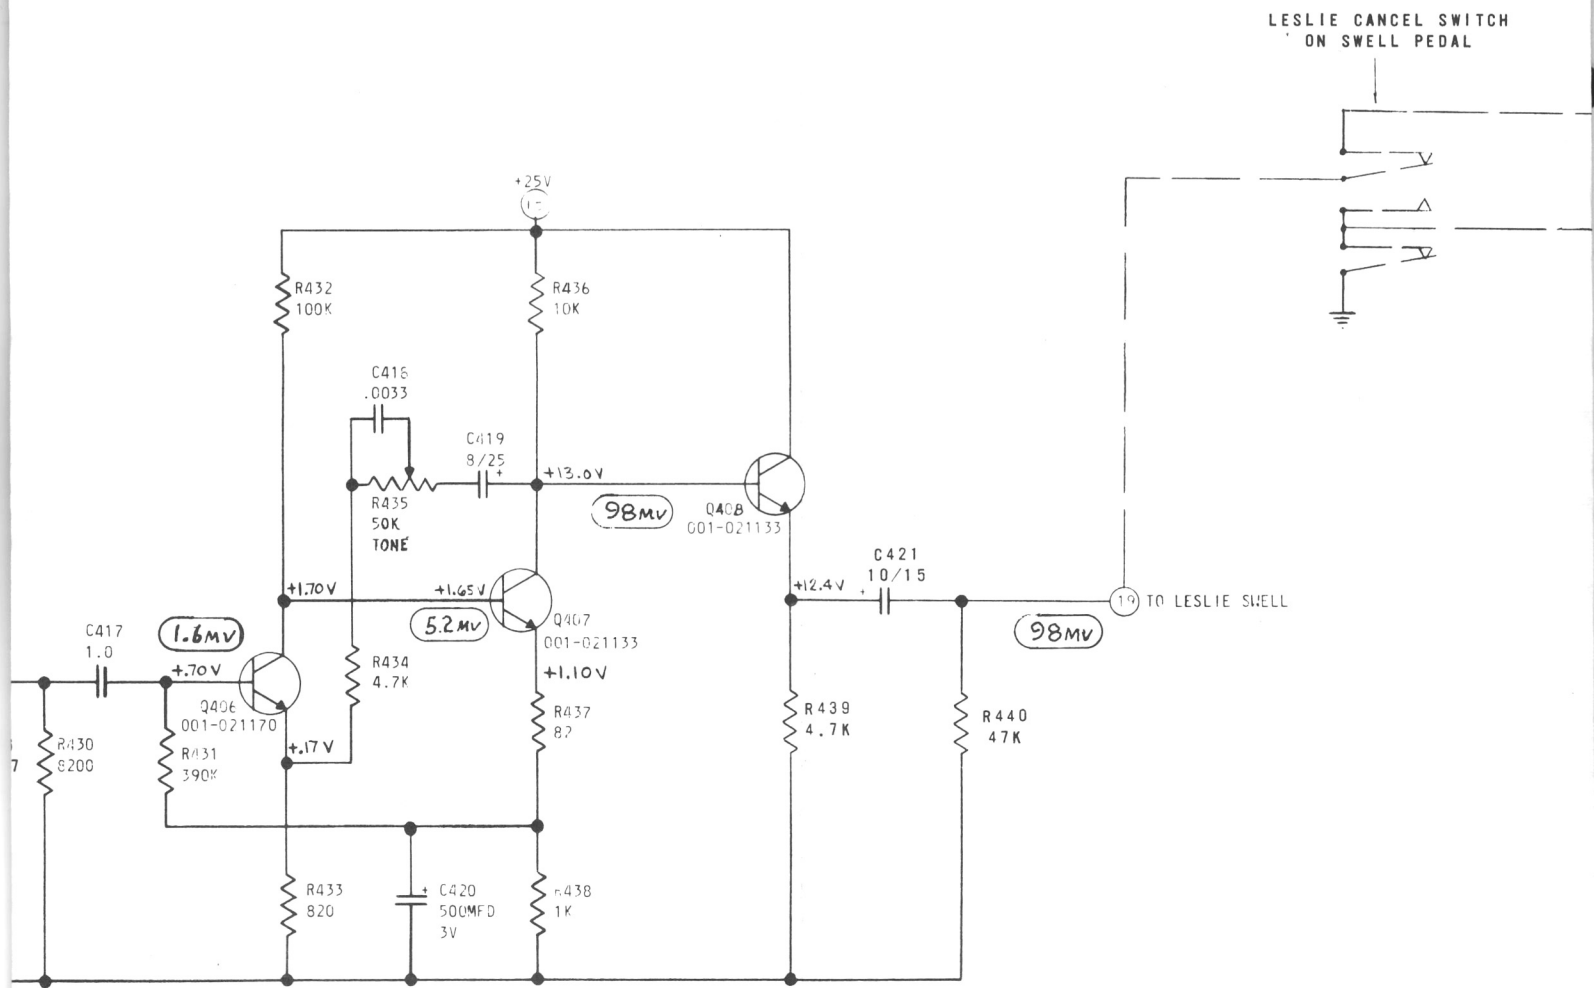 LESLIE CANCEL SWITCH
ON SWELL PEDAL
+25V
R432
100K
R436
10K
C418
.0033
C419
8/25
+
R435
50K
TONE
+13.0V
98MV
Q408
001-021133
C421
10/15
+
+12.4V
19 TO LESLIE SWELL
98MV
+1.70V
+1.65V
5.2MV
Q407
001-021133
+1.10V
C417
1.0
1.6MV
+.70V
Q406
001-021170
R434
4.7K
+.17V
R437
82
R439
4.7K
R440
47K
7
R430
8200
R431
390K
R433
820
+
C420
500MFD
3V
R438
1K